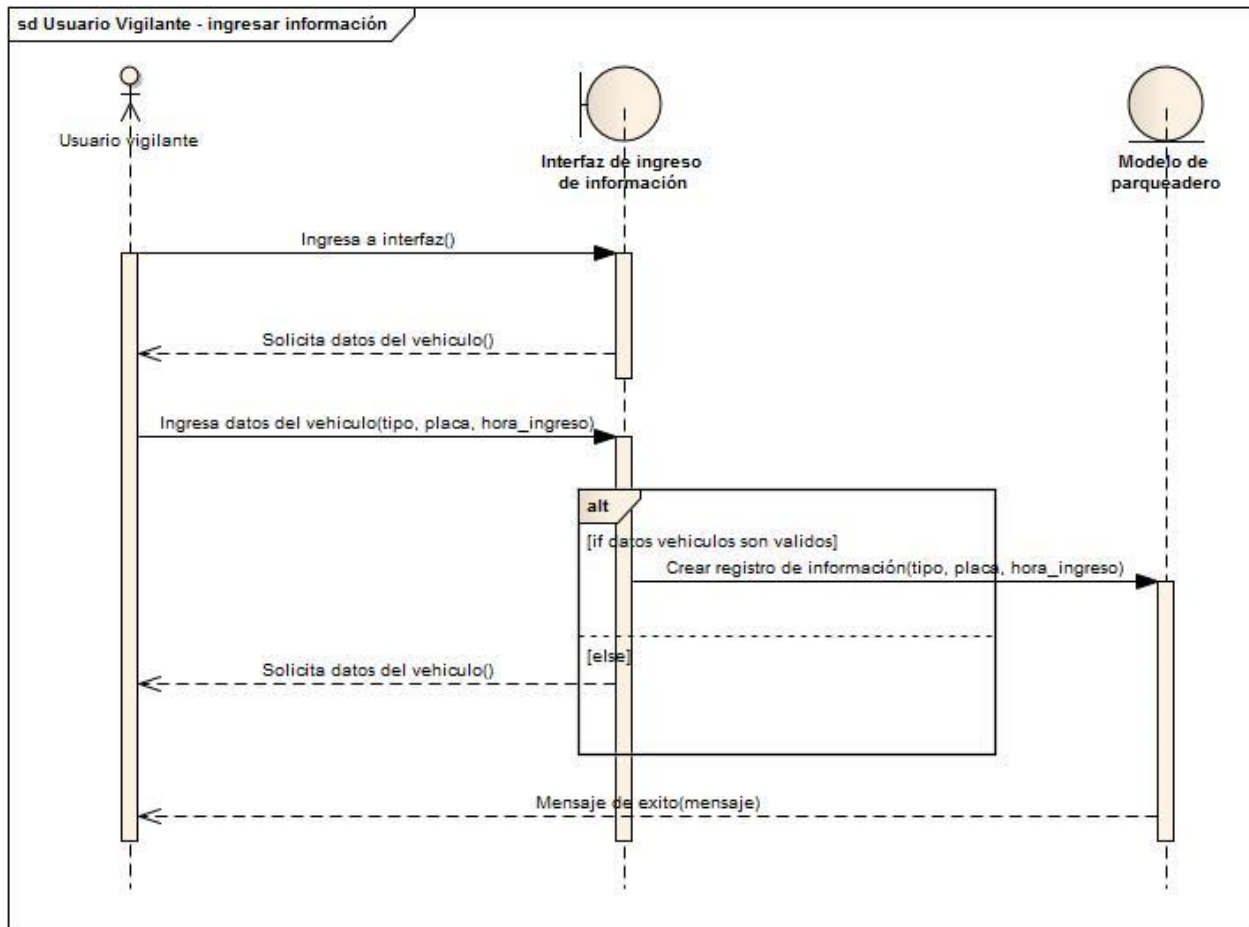 sd Usuario Vigilante - ingresar información
Usuario vigilante
Interfaz de ingreso
de información
Modelo de
parqueadero
Ingresa a interfaz()
Solicita datos del vehiculo()
Ingresa datos del vehiculo(tipo, placa, hora_ingreso)
alt
[if datos vehiculos son validos]
Crear registro de información(tipo, placa, hora_ingreso)
[else]
Solicita datos del vehiculo()
Mensaje de exito(mensaje)